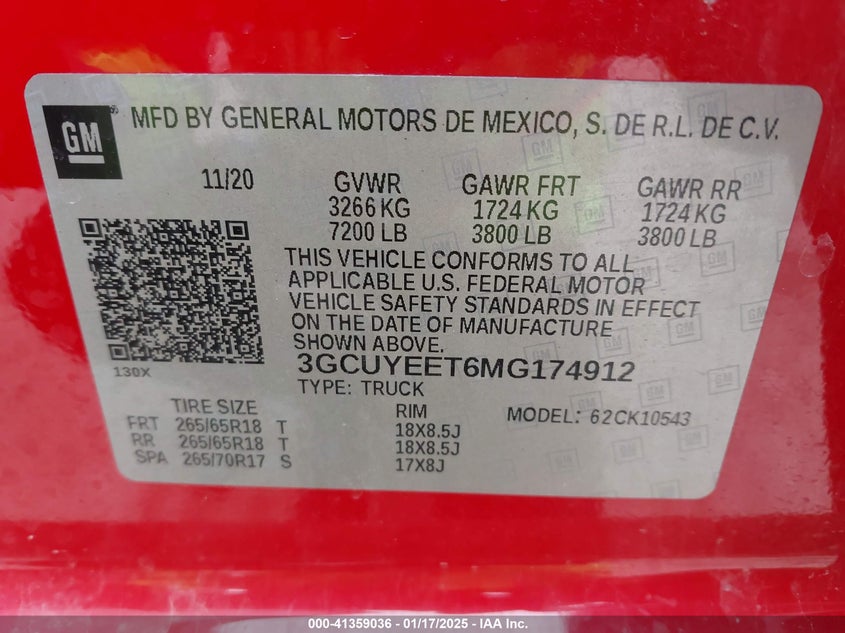 GM
MFD BY GENERAL MOTORS DE MEXICO, S. DE R.L. DE C.V.
11/20 GVWR GAWR FRT GAWR RR
3266 KG 1724 KG 1724 KG
7200 LB 3800 LB 3800 LB
THIS VEHICLE CONFORMS TO ALL
APPLICABLE U.S. FEDERAL MOTOR
VEHICLE SAFETY STANDARDS IN EFFECT
ON THE DATE OF MANUFACTURE
SHOWN ABOVE.
130X
3GCUYEET6MG174912
TYPE: TRUCK
TIRE SIZE RIM MODEL: 62CK10543
FRT 265/65R18 T 18X8.5J
RR 265/65R18 T 18X8.5J
SPA 265/70R17 S 17X8J
000-41359036 - 01/17/2025 - IAA Inc.